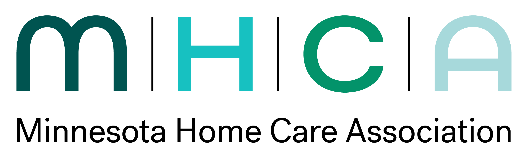 M | H | C | A
Minnesota Home Care Association